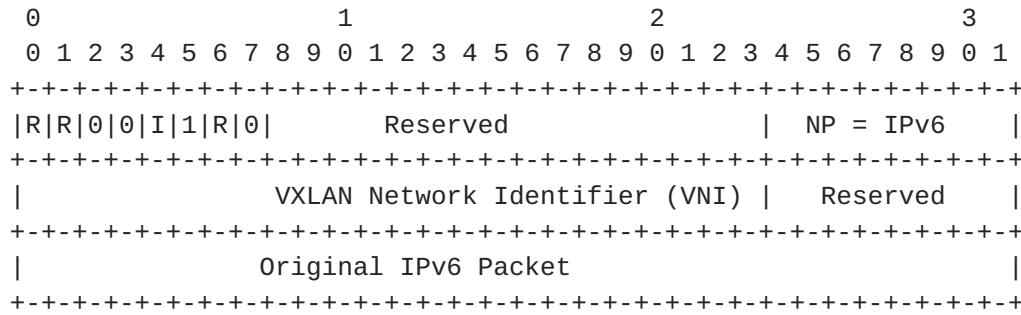 0                   1                   2                   3
 0 1 2 3 4 5 6 7 8 9 0 1 2 3 4 5 6 7 8 9 0 1 2 3 4 5 6 7 8 9 0 1
+-+-+-+-+-+-+-+-+-+-+-+-+-+-+-+-+-+-+-+-+-+-+-+-+-+-+-+-+-+-+-+-+
|R|R|0|0|I|1|R|0|       Reserved                |  NP = IPv6    |
+-+-+-+-+-+-+-+-+-+-+-+-+-+-+-+-+-+-+-+-+-+-+-+-+-+-+-+-+-+-+-+-+
|                VXLAN Network Identifier (VNI) |   Reserved    |
+-+-+-+-+-+-+-+-+-+-+-+-+-+-+-+-+-+-+-+-+-+-+-+-+-+-+-+-+-+-+-+-+
|               Original IPv6 Packet                            |
+-+-+-+-+-+-+-+-+-+-+-+-+-+-+-+-+-+-+-+-+-+-+-+-+-+-+-+-+-+-+-+-+